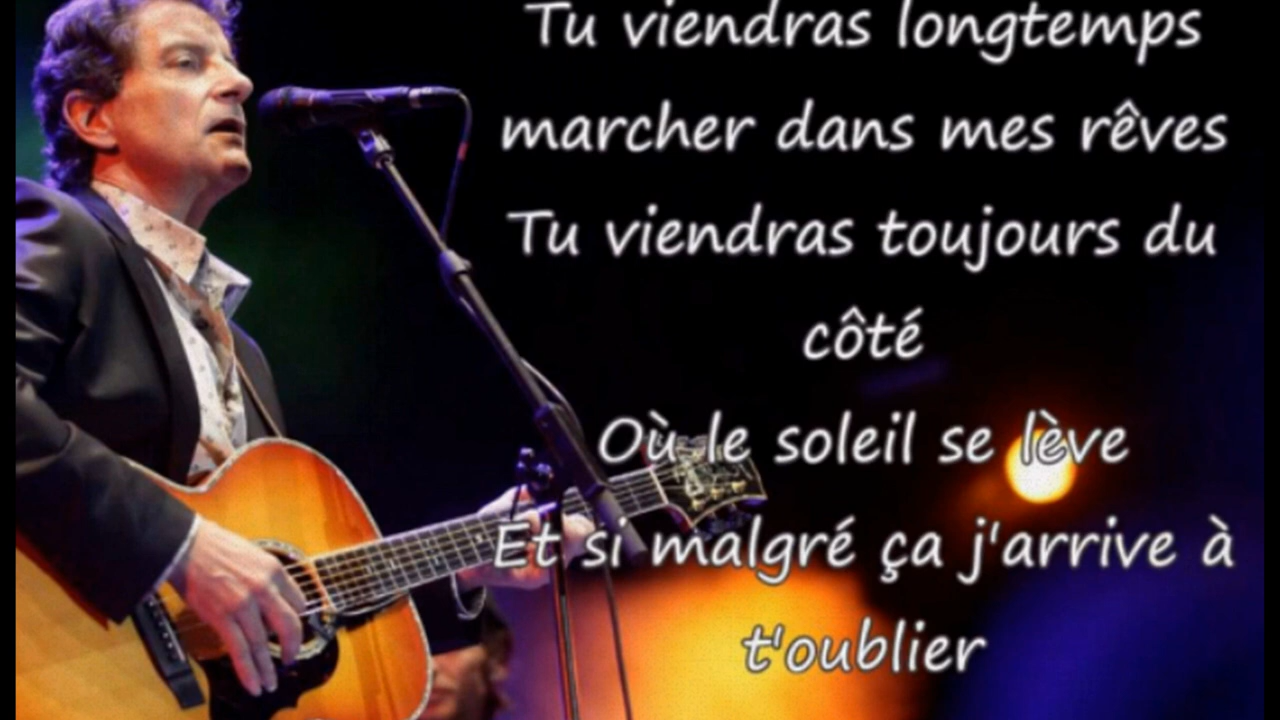 Tu viendras longtemps
marcher dans mes rêves
Tu viendras toujours du
côté
Où le soleil se lève
Et si malgré ça j'arrive à
t'oublier